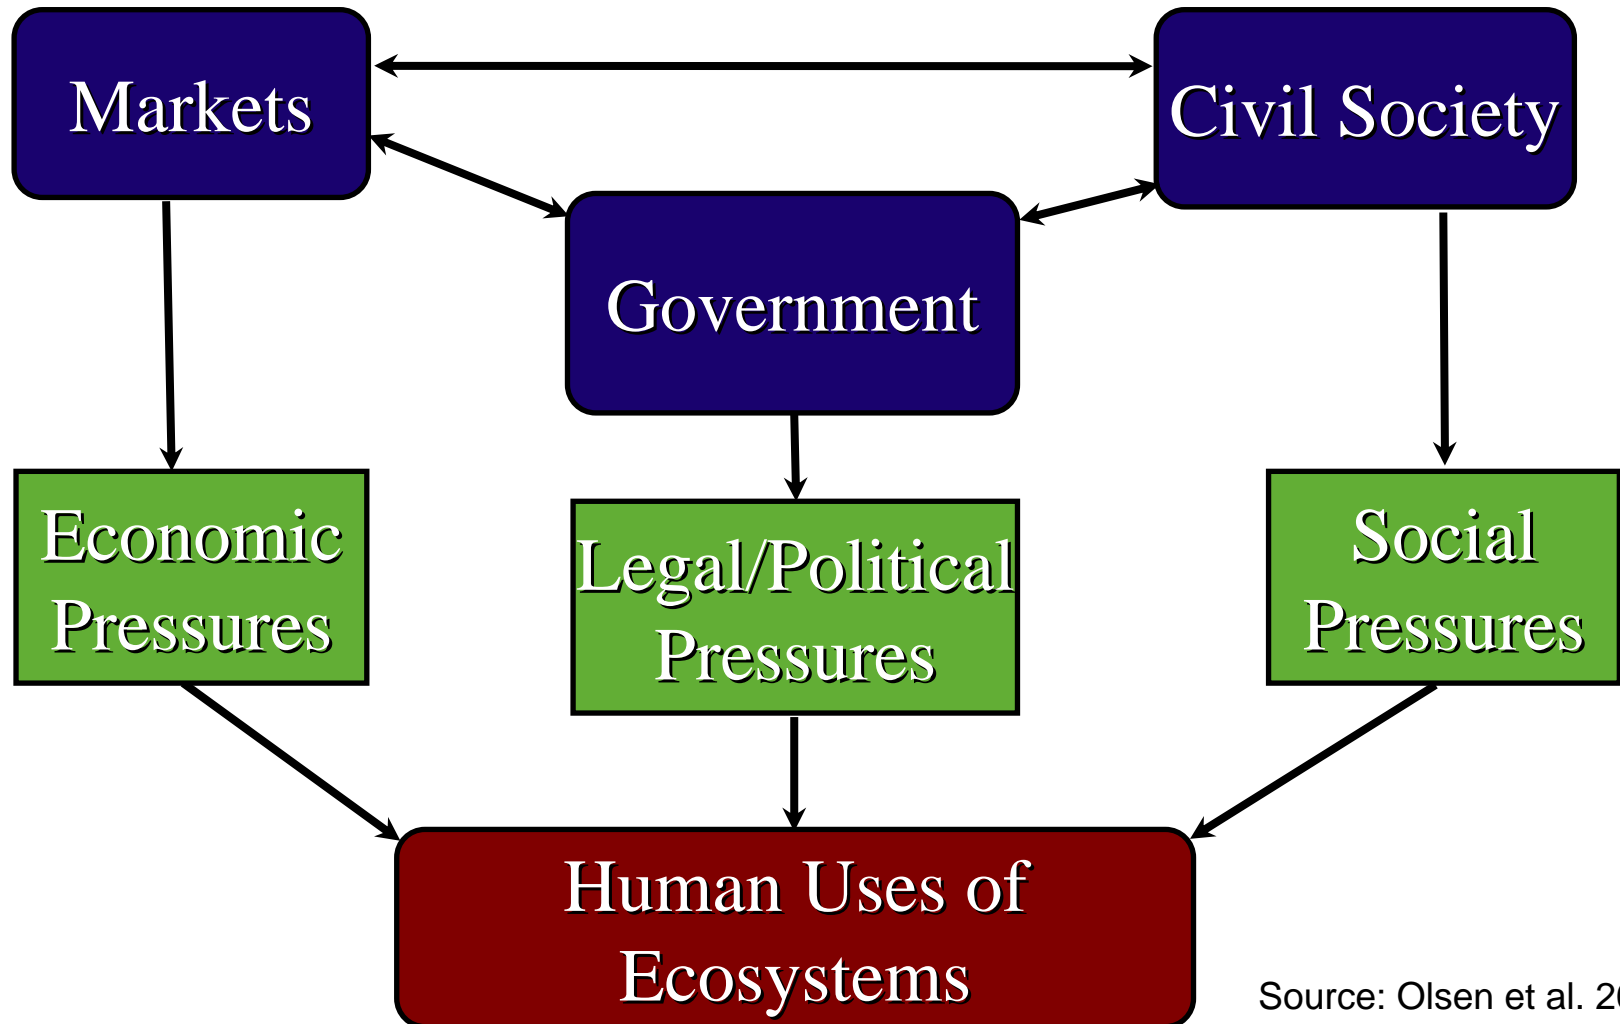 Markets
Civil Society
Government
Economic
Pressures
Legal/Political
Pressures
Social
Pressures
Human Uses of
Ecosystems
Source: Olsen et al.